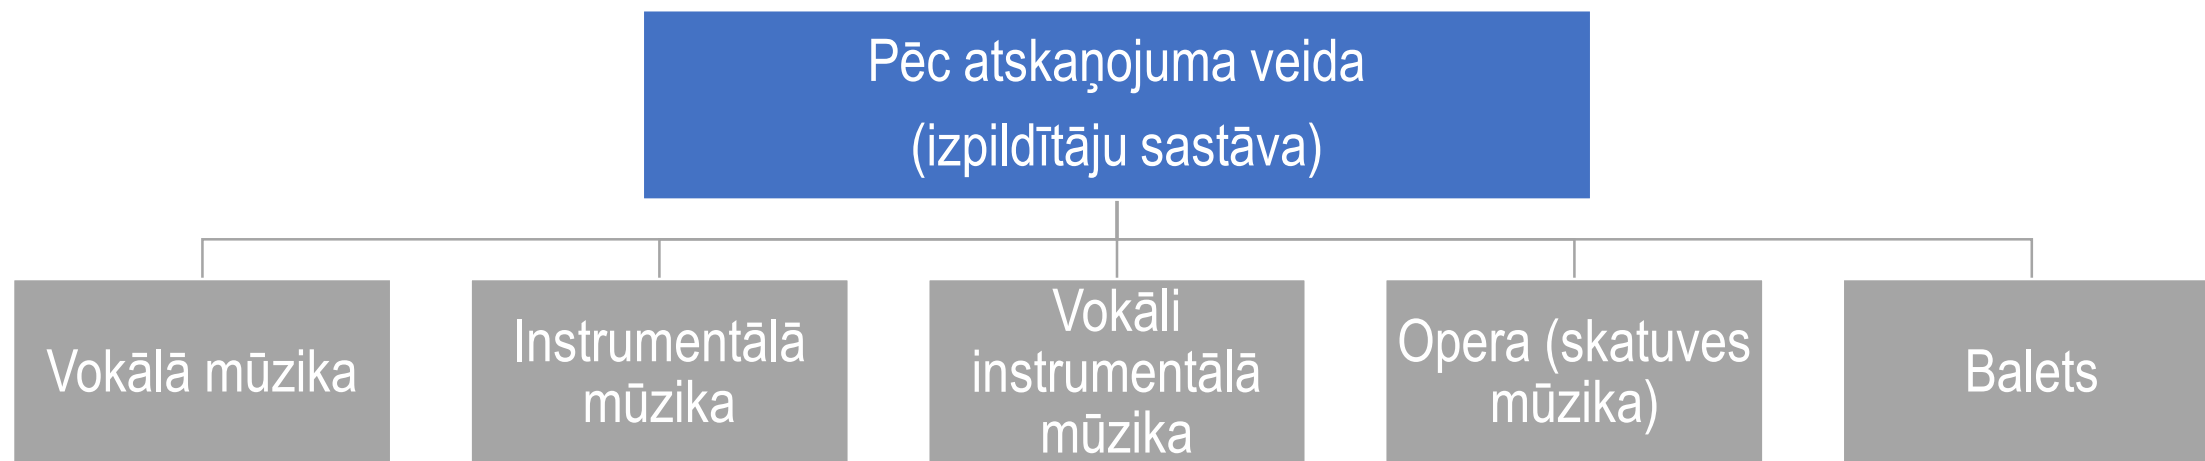 Pēc atskaņojuma veida
(izpildītāju sastāva)
Vokālā mūzika
Instrumentālā
mūzika
Vokāli
instrumentālā
mūzika
Opera (skatuves
mūzika)
Balets